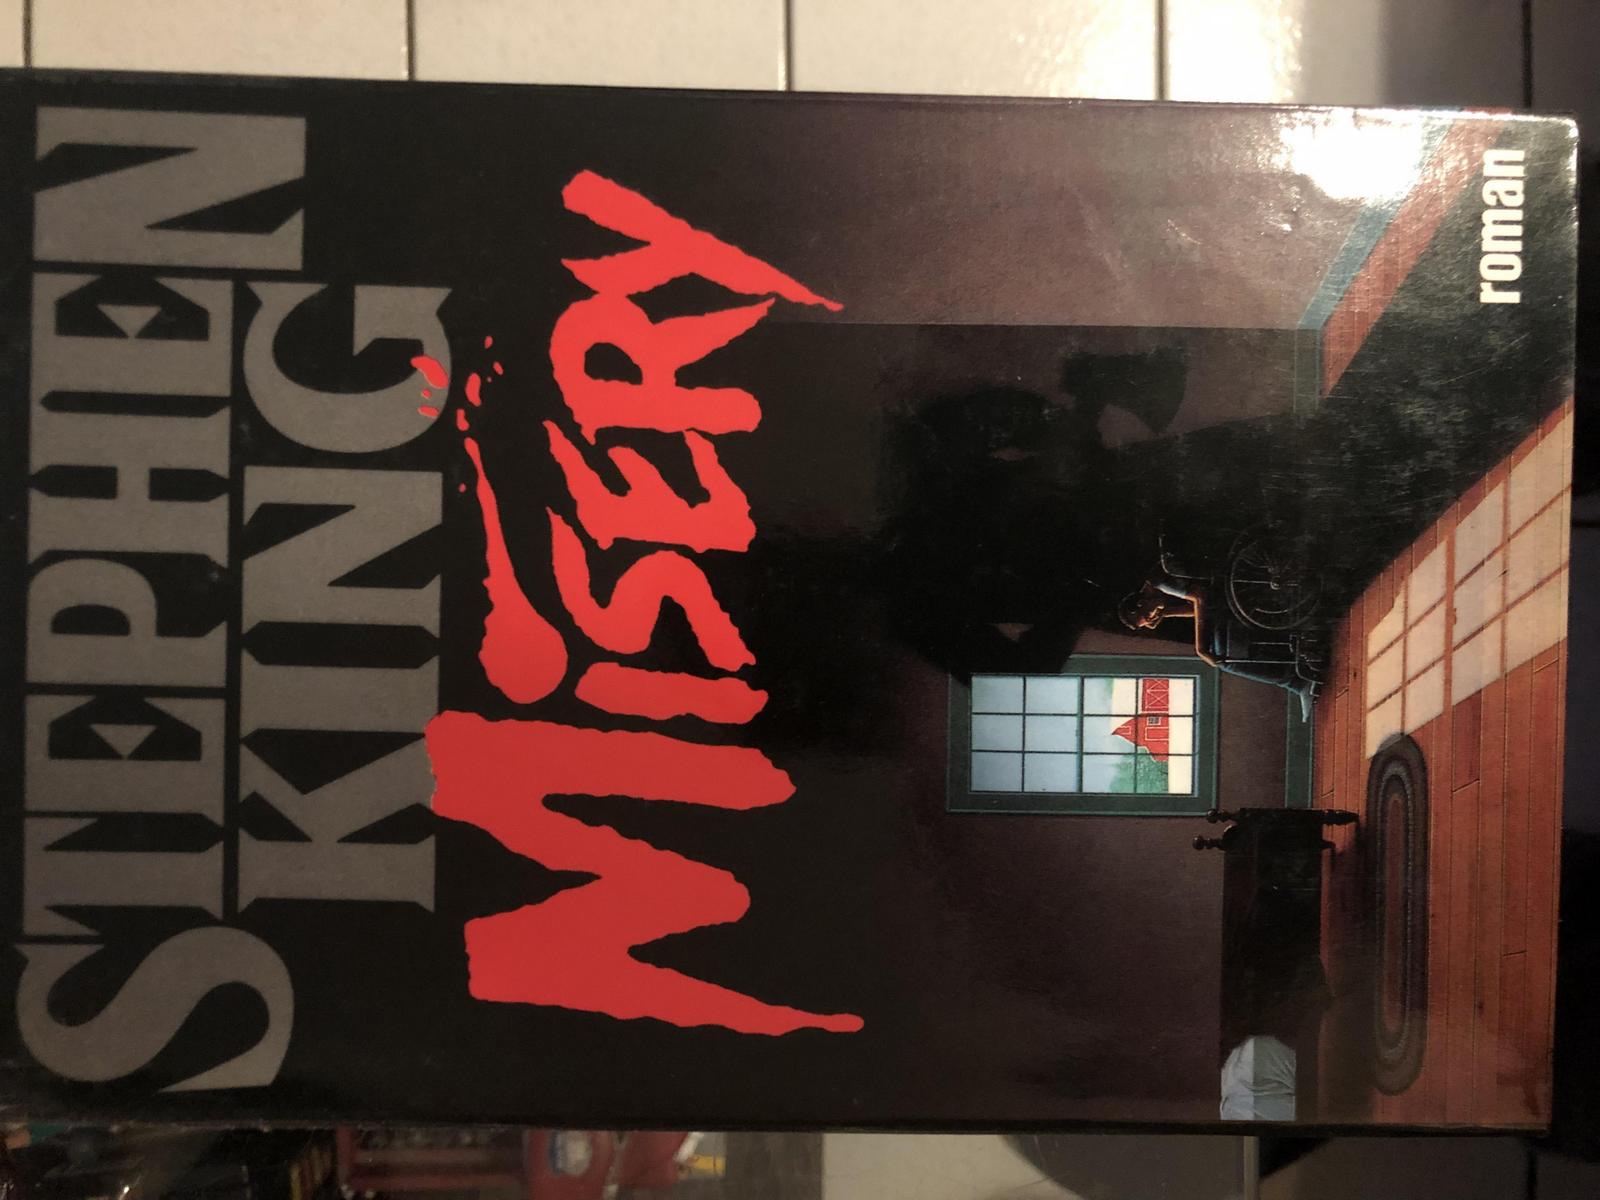 STEPHEN
KING
MiSERY
roman